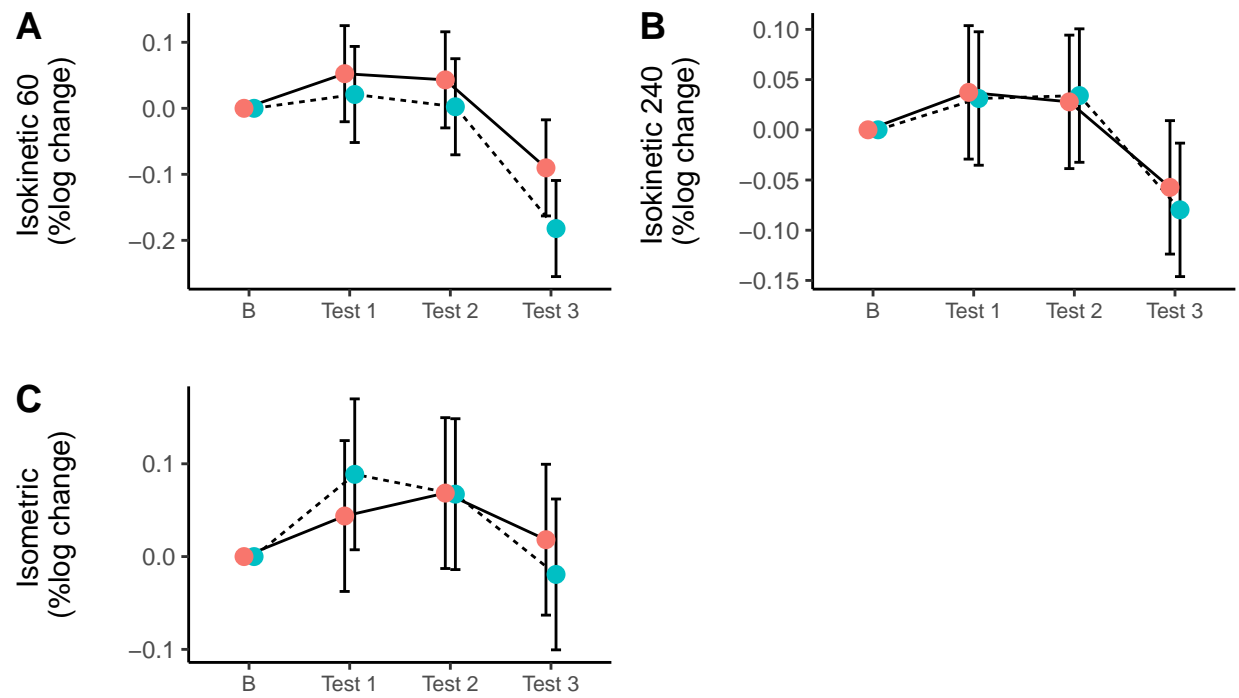 A
Isokinetic 60
(%log change)
0.1
0.0
−0.1
−0.2
B
Test 1
Test 2
Test 3
B
Isokinetic 240
(%log change)
0.10
0.05
0.00
−0.05
−0.10
−0.15
B
Test 1
Test 2
Test 3
C
Isometric
(%log change)
0.1
0.0
−0.1
B
Test 1
Test 2
Test 3